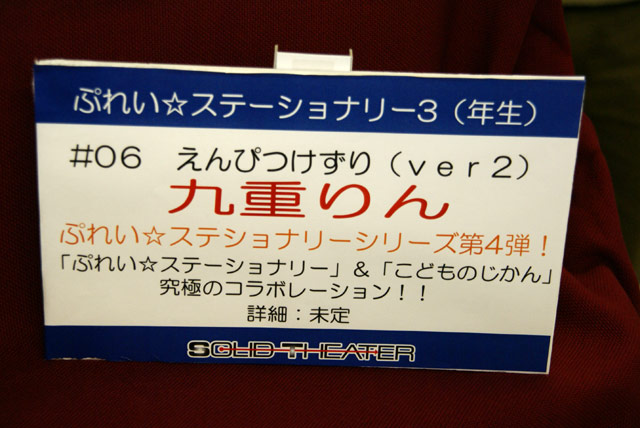 ぷれい☆ステーショナリー3（年生）
#06　えんぴつけずり（ver2）
九重りん
ぷれい☆ステショナリーシリーズ第4弾！
「ぷれい☆ステーショナリー」&「こどものじかん」
究極のコラボレーション！！
詳細：未定
SOLID THEATER